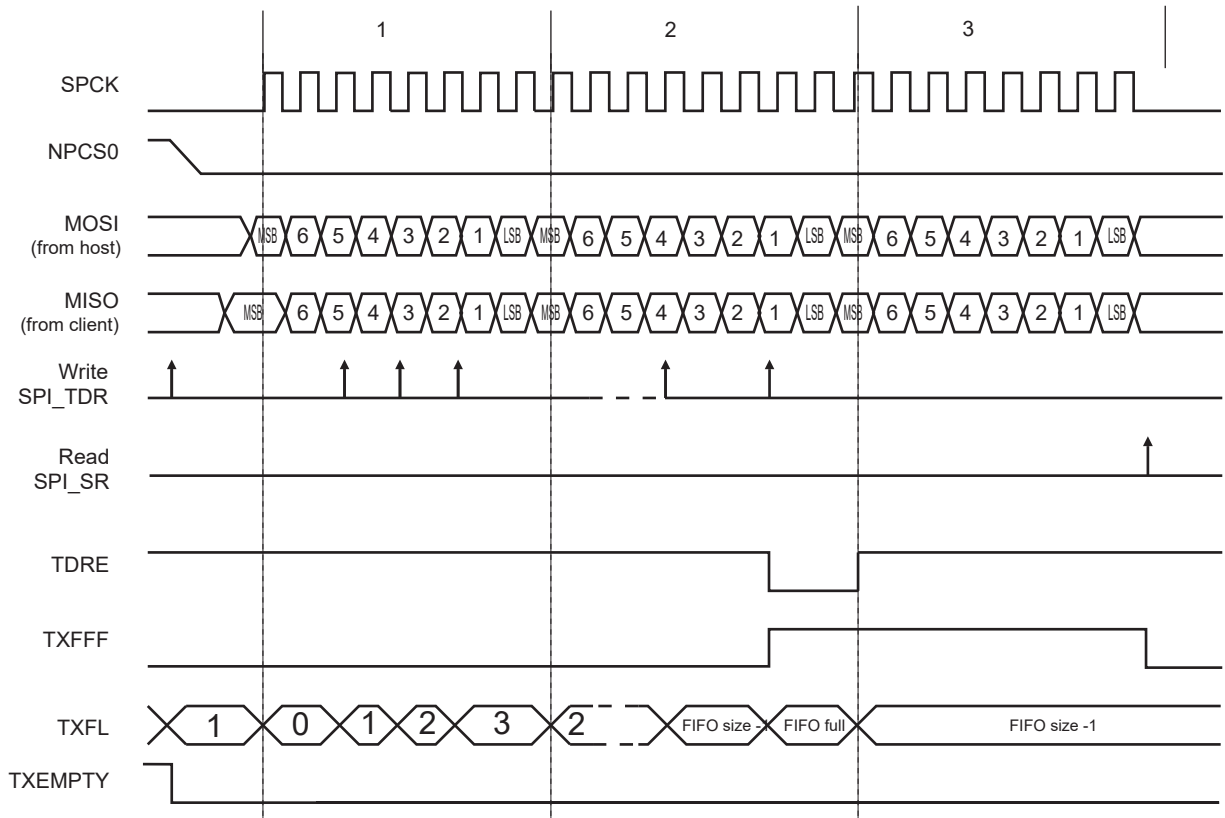 1 2 3
SPCK
NPCS0
MOSI
(from host)
MSB 6 5 4 3 2 1 LSB MSB 6 5 4 3 2 1 LSB MSB 6 5 4 3 2 1 LSB
MISO
(from client)
MSB 6 5 4 3 2 1 LSB MSB 6 5 4 3 2 1 LSB MSB 6 5 4 3 2 1 LSB
Write
SPI_TDR
Read
SPI_SR
TDRE
TXFFF
TXFL
1 0 1 2 3 2 FIFO size -1 FIFO full FIFO size -1
TXEMPTY